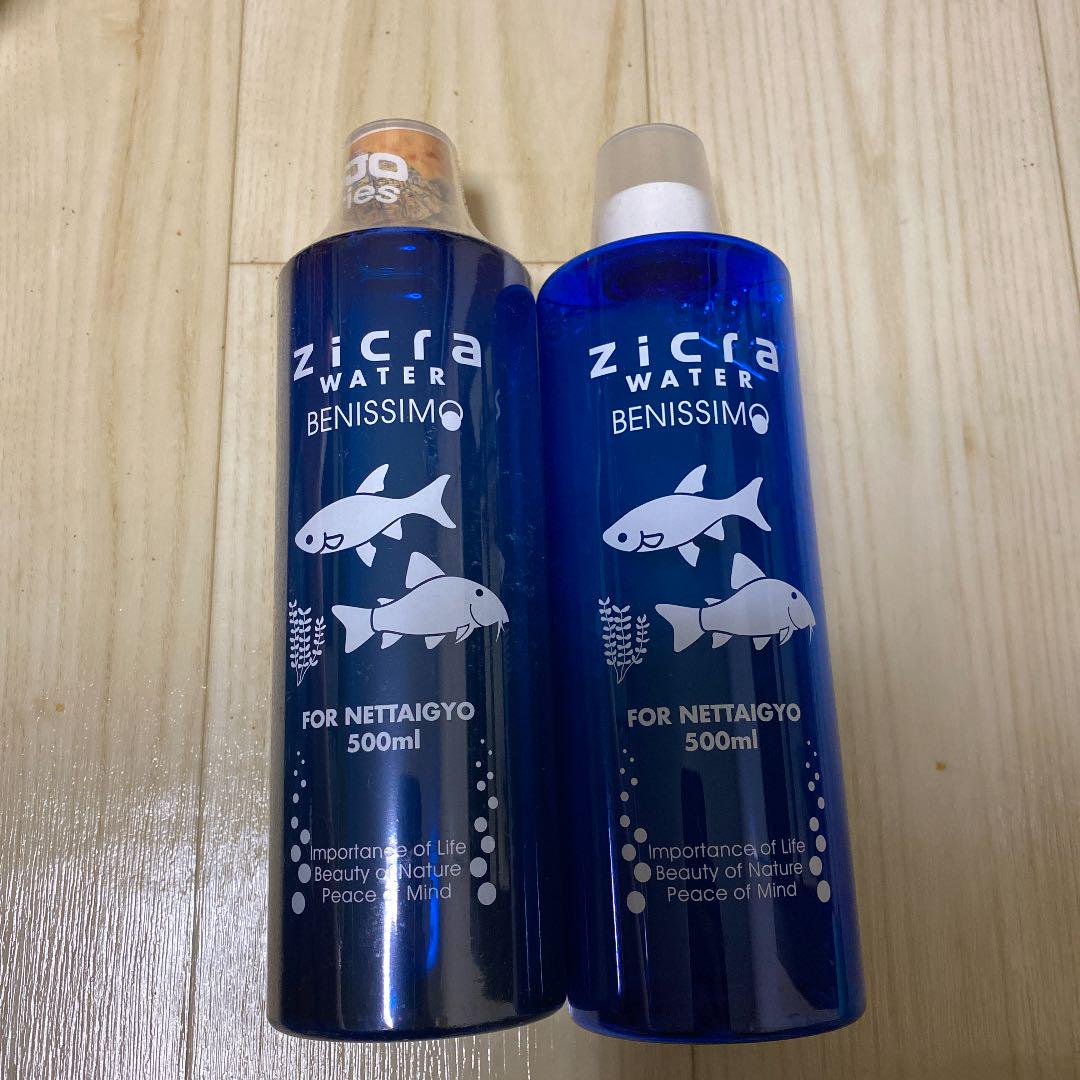 ies
zicra
WATER
BENISSIMO
FOR NETTAIGYO
500ml
Importance of Life
Beauty of Nature
Peace of Mind
zicra
WATER
BENISSIMO
FOR NETTAIGYO
500ml
Importance of Life
Beauty of Nature
Peace of Mind